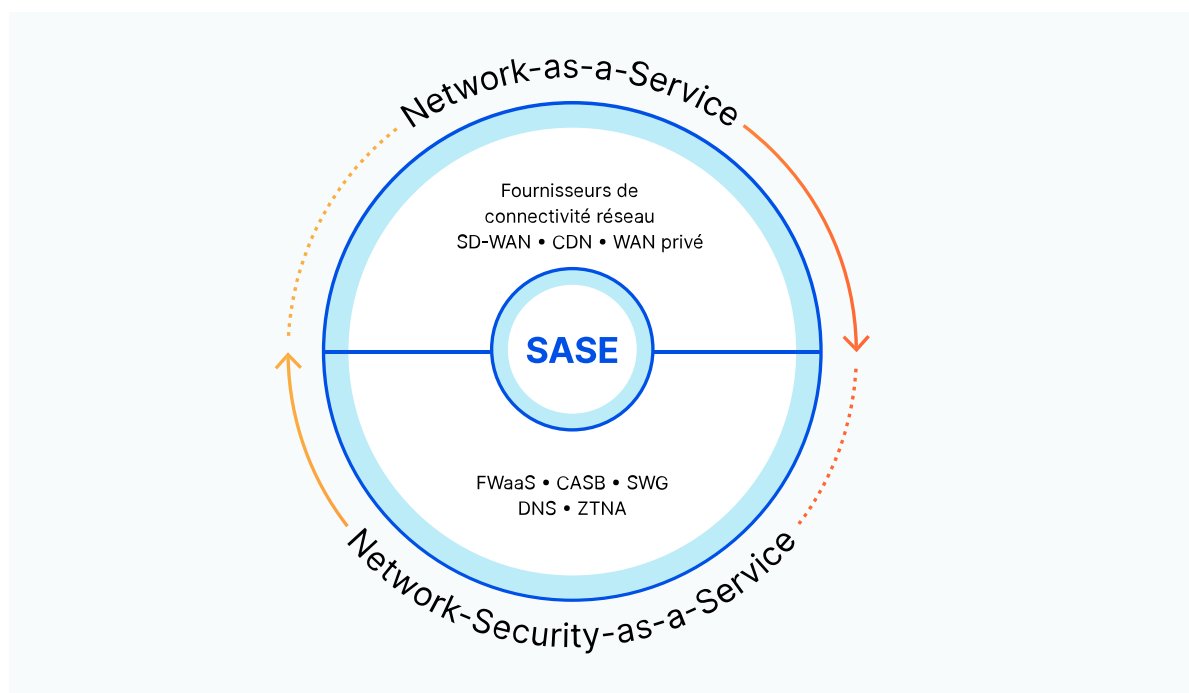 Network-as-a-Service
Fournisseurs de
connectivité réseau
SD-WAN • CDN • WAN privé
SASE
FWaaS • CASB • SWG
DNS • ZTNA
Network-Security-as-a-Service